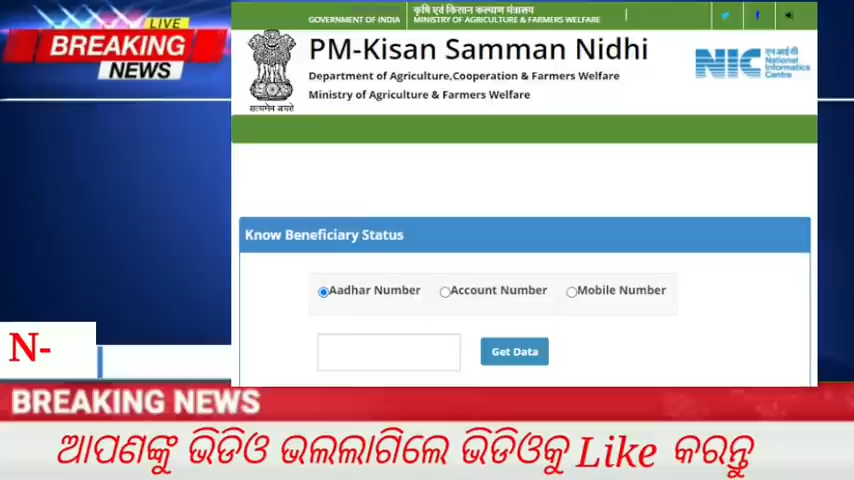 LIVE
BREAKING
NEWS
GOVERNMENT OF INDIA
कृषि एवं किसान कल्याण मंत्रालय
MINISTRY OF AGRICULTURE & FARMERS WELFARE
PM-Kisan Samman Nidhi
Department of Agriculture,Cooperation & Farmers Welfare
Ministry of Agriculture & Farmers Welfare
सत्यमेव जयते
NIC
एन आई सी
National
Informatics
Centre
Know Beneficiary Status
Aadhar Number Account Number Mobile Number
Get Data
N-
BREAKING NEWS
ଆପଣଙ୍କୁ ଭିଡିଓ ଭଲଲାଗିଲେ ଭିଡିଓକୁ Like କରନ୍ତୁ